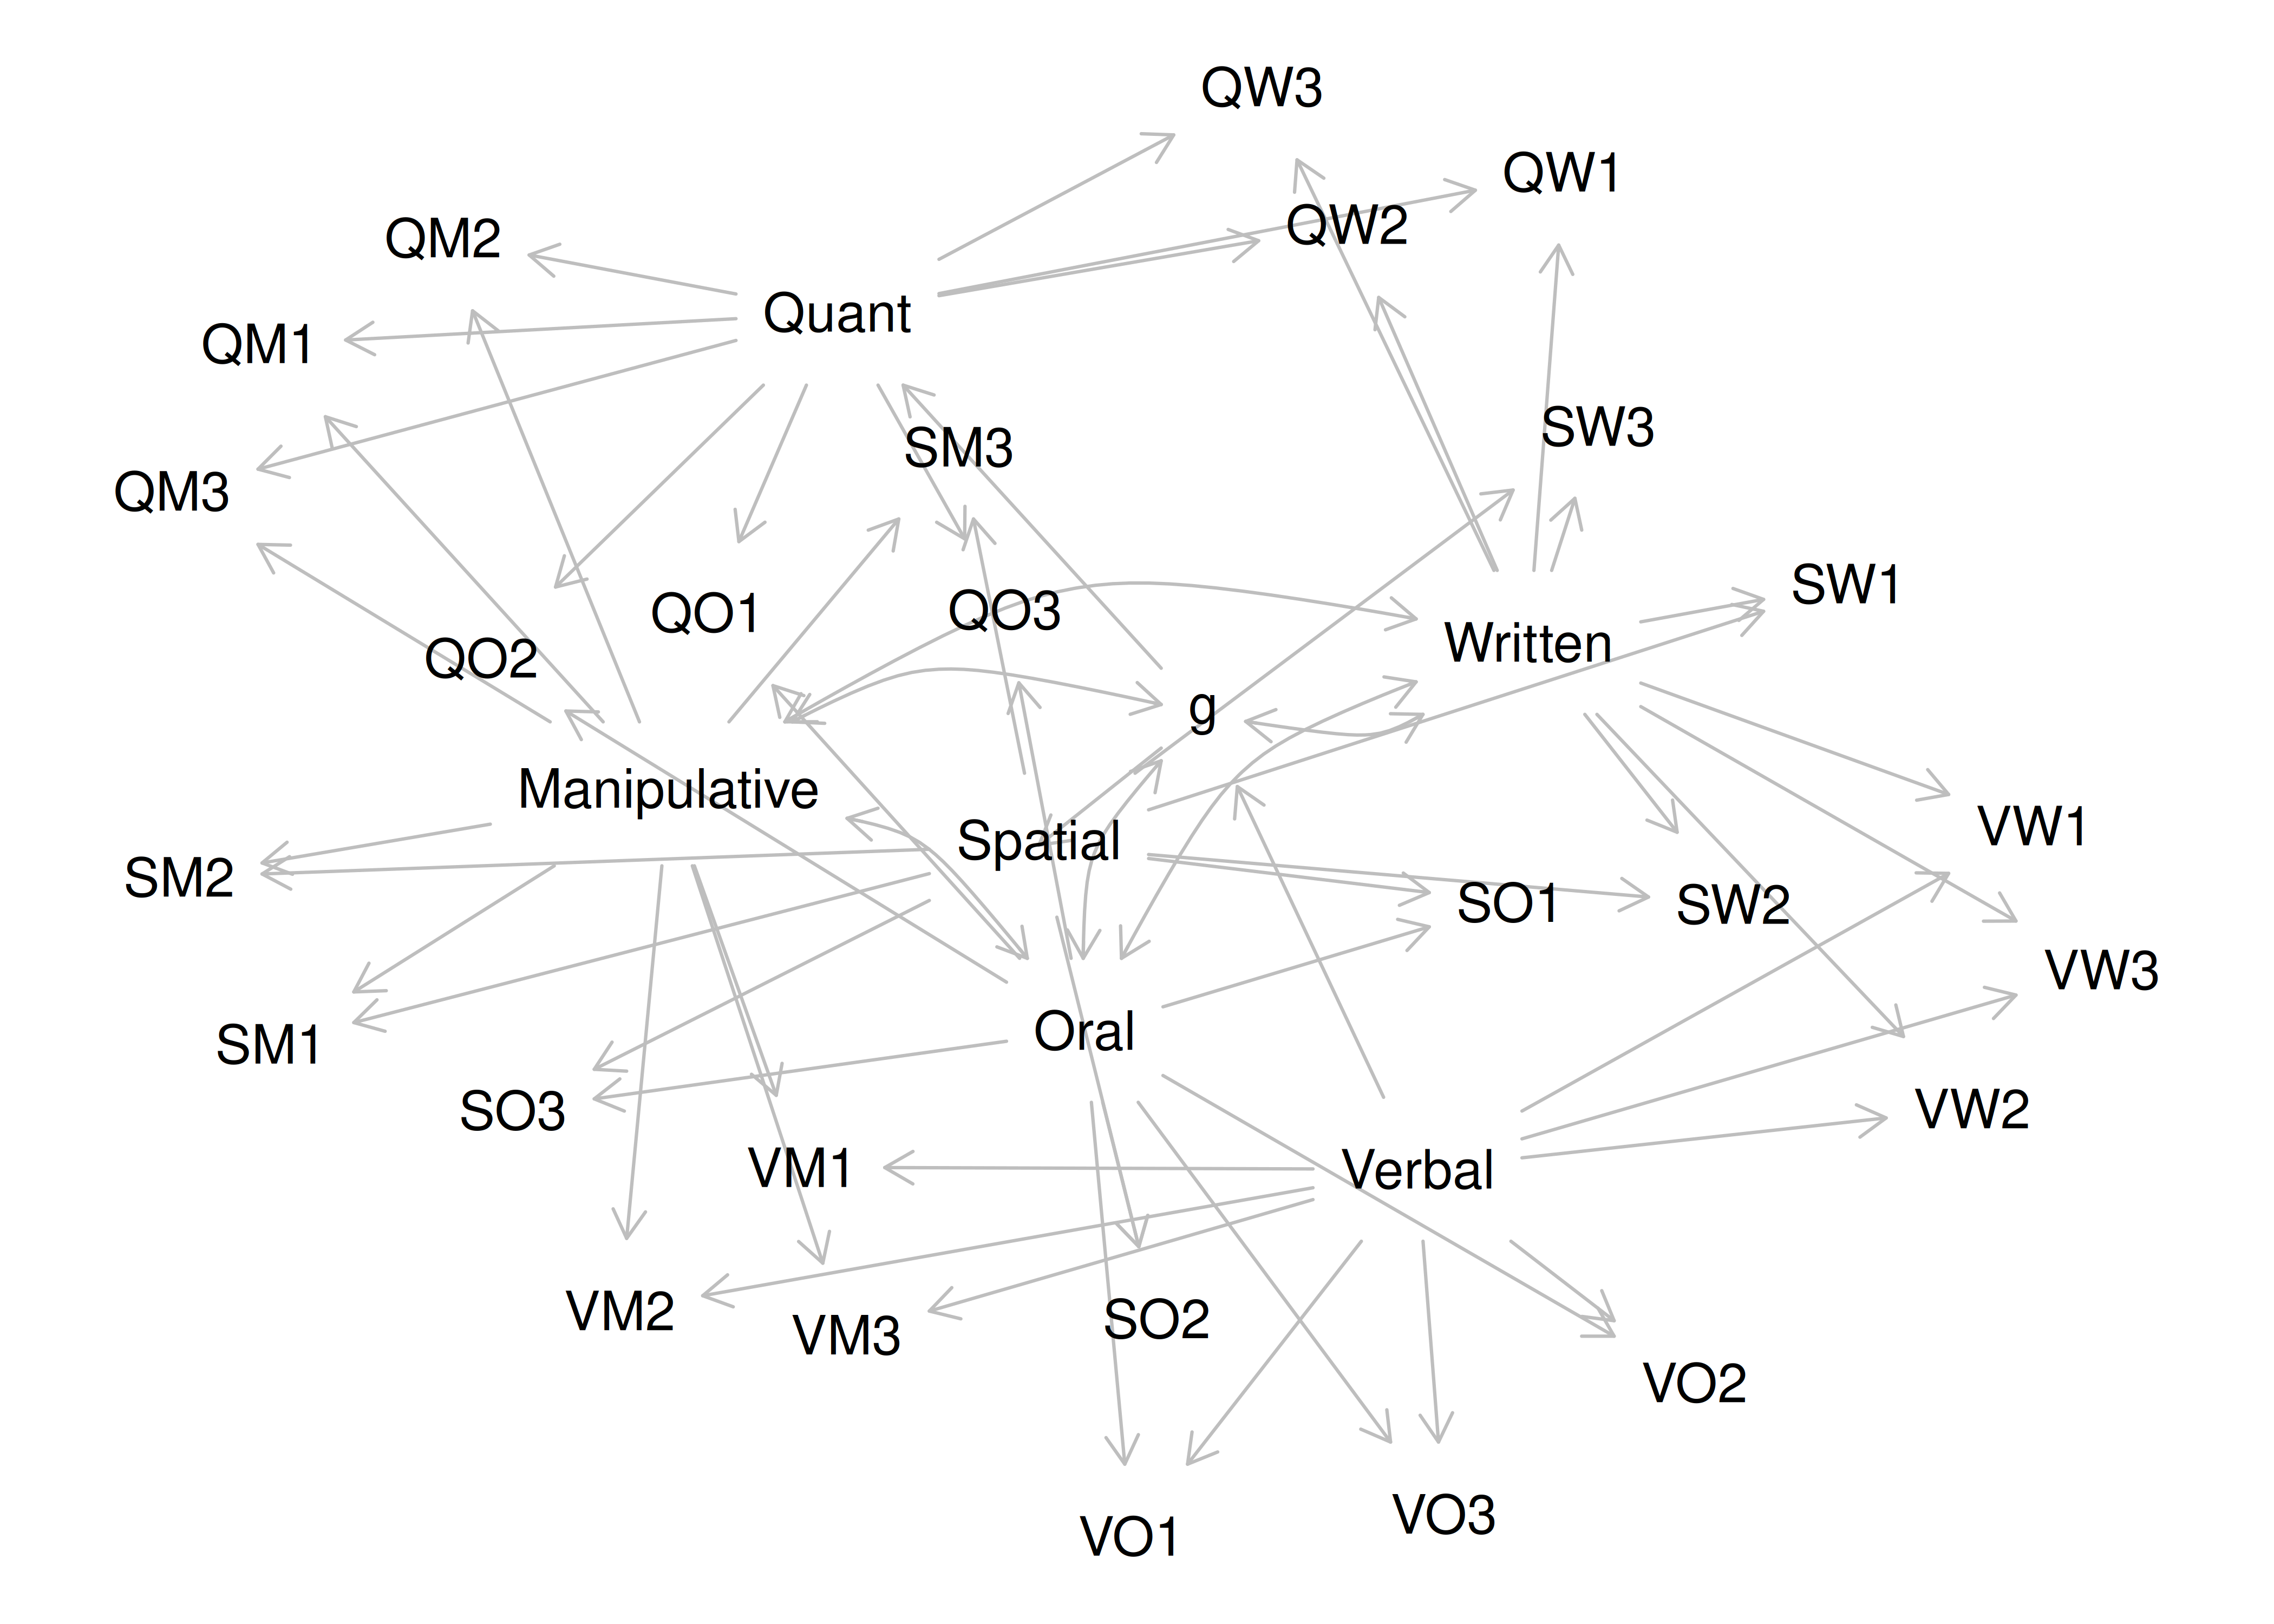 QW3
QW1
QW2
QM2
Quant
QM1
SW3
SM3
QM3
SW1
QO1
QO3
Written
QO2
g
Manipulative
VW1
Spatial
SM2
SO1
SW2
VW3
Oral
SM1
SO3
VW2
VM1
Verbal
VM2
SO2
VM3
VO2
VO3
VO1